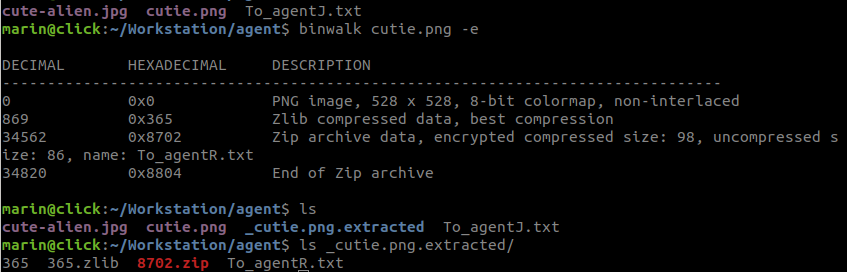 cute-alien.jpg  cutie.png  To_agentJ.txt
marin@click:~/Workstation/agent$ binwalk cutie.png -e
DECIMAL       HEXADECIMAL     DESCRIPTION
--------------------------------------------------------------------------------
0             0x0             PNG image, 528 x 528, 8-bit colormap, non-interlaced
869           0x365           Zlib compressed data, best compression
34562         0x8702          Zip archive data, encrypted compressed size: 98, uncompressed s
ize: 86, name: To_agentR.txt
34820         0x8804          End of Zip archive
marin@click:~/Workstation/agent$ ls
cute-alien.jpg  cutie.png  _cutie.png.extracted  To_agentJ.txt
marin@click:~/Workstation/agent$ ls _cutie.png.extracted/
365  365.zlib  8702.zip  To_agentR.txt